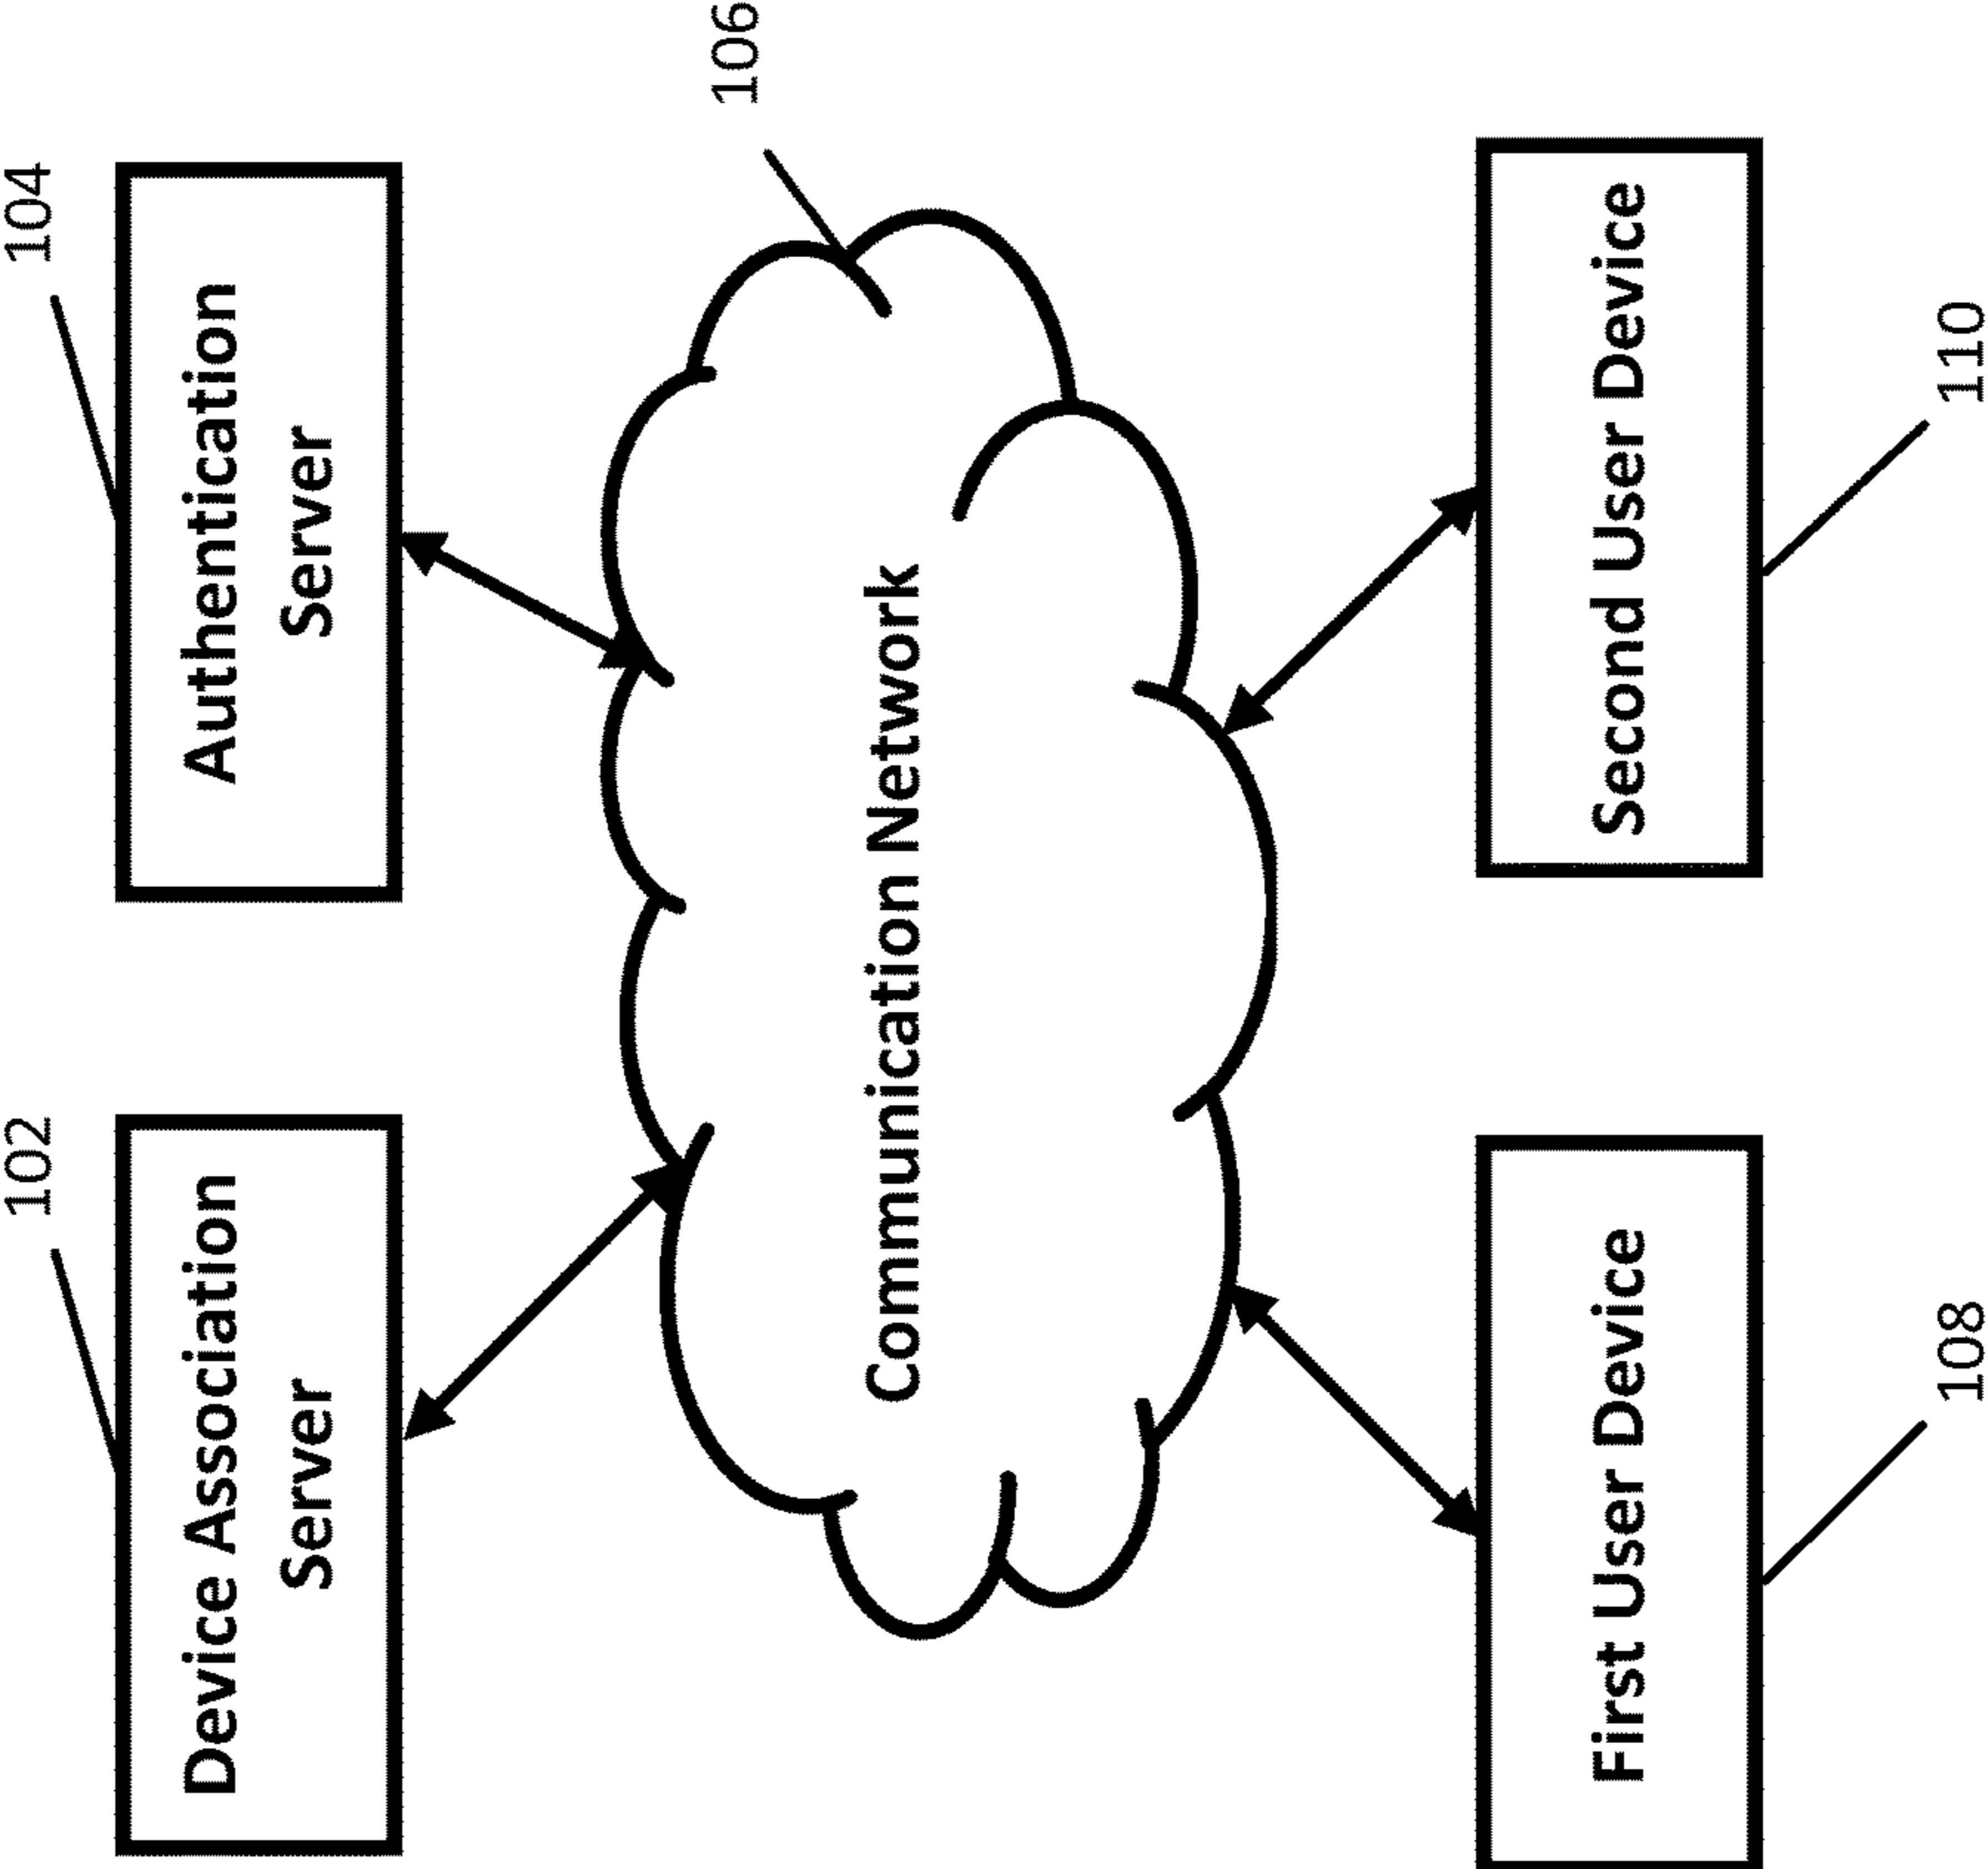 102
104
Device Association
Server
Authentication
Server
106
Communication Network
First User Device
Second User Device
108
110